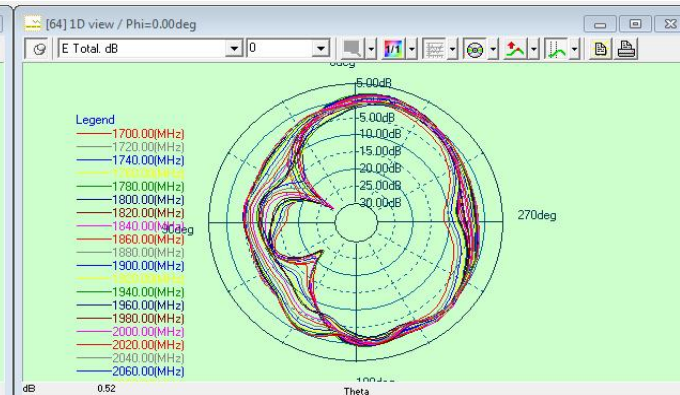 [64] 1D view / Phi=0.00deg
E Total. dB
0
1/1
5.00dB
-5.00dB
-10.00dB
-15.00dB
-20.00dB
-25.00dB
-30.00dB
270deg
Legend
1700.00(MHz)
1720.00(MHz)
1740.00(MHz)
1780.00(MHz)
1800.00(MHz)
1820.00(MHz)
1840.00(MHz)
1860.00(MHz)
1880.00(MHz)
1900.00(MHz)
1940.00(MHz)
1960.00(MHz)
1980.00(MHz)
2000.00(MHz)
2020.00(MHz)
2040.00(MHz)
2060.00(MHz)
dB
0.52
Theta